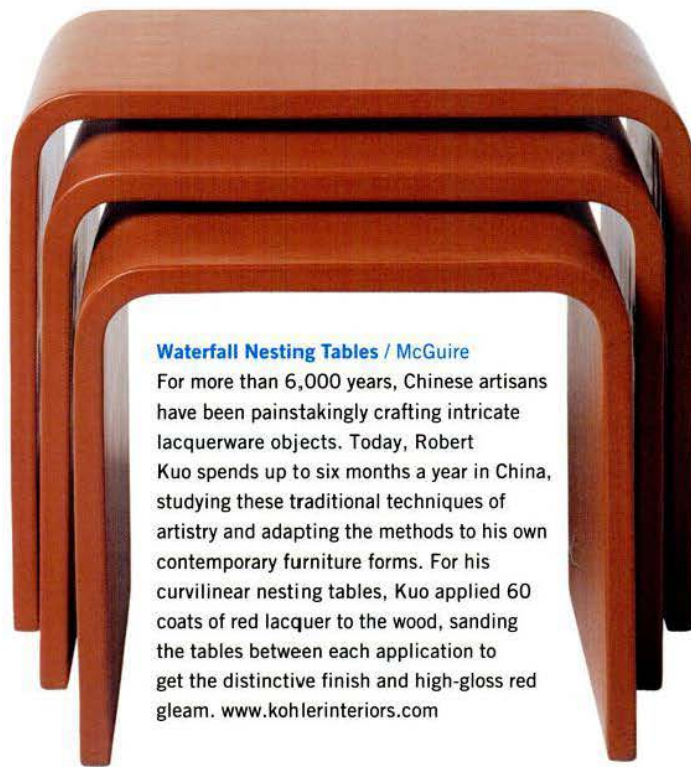 Waterfall Nesting Tables / McGuire
For more than 6,000 years, Chinese artisans
have been painstakingly crafting intricate
lacquerware objects. Today, Robert
Kuo spends up to six months a year in China,
studying these traditional techniques of
artistry and adapting the methods to his own
contemporary furniture forms. For his
curvilinear nesting tables, Kuo applied 60
coats of red lacquer to the wood, sanding
the tables between each application to
get the distinctive finish and high-gloss red
gleam. www.kohlerinteriors.com